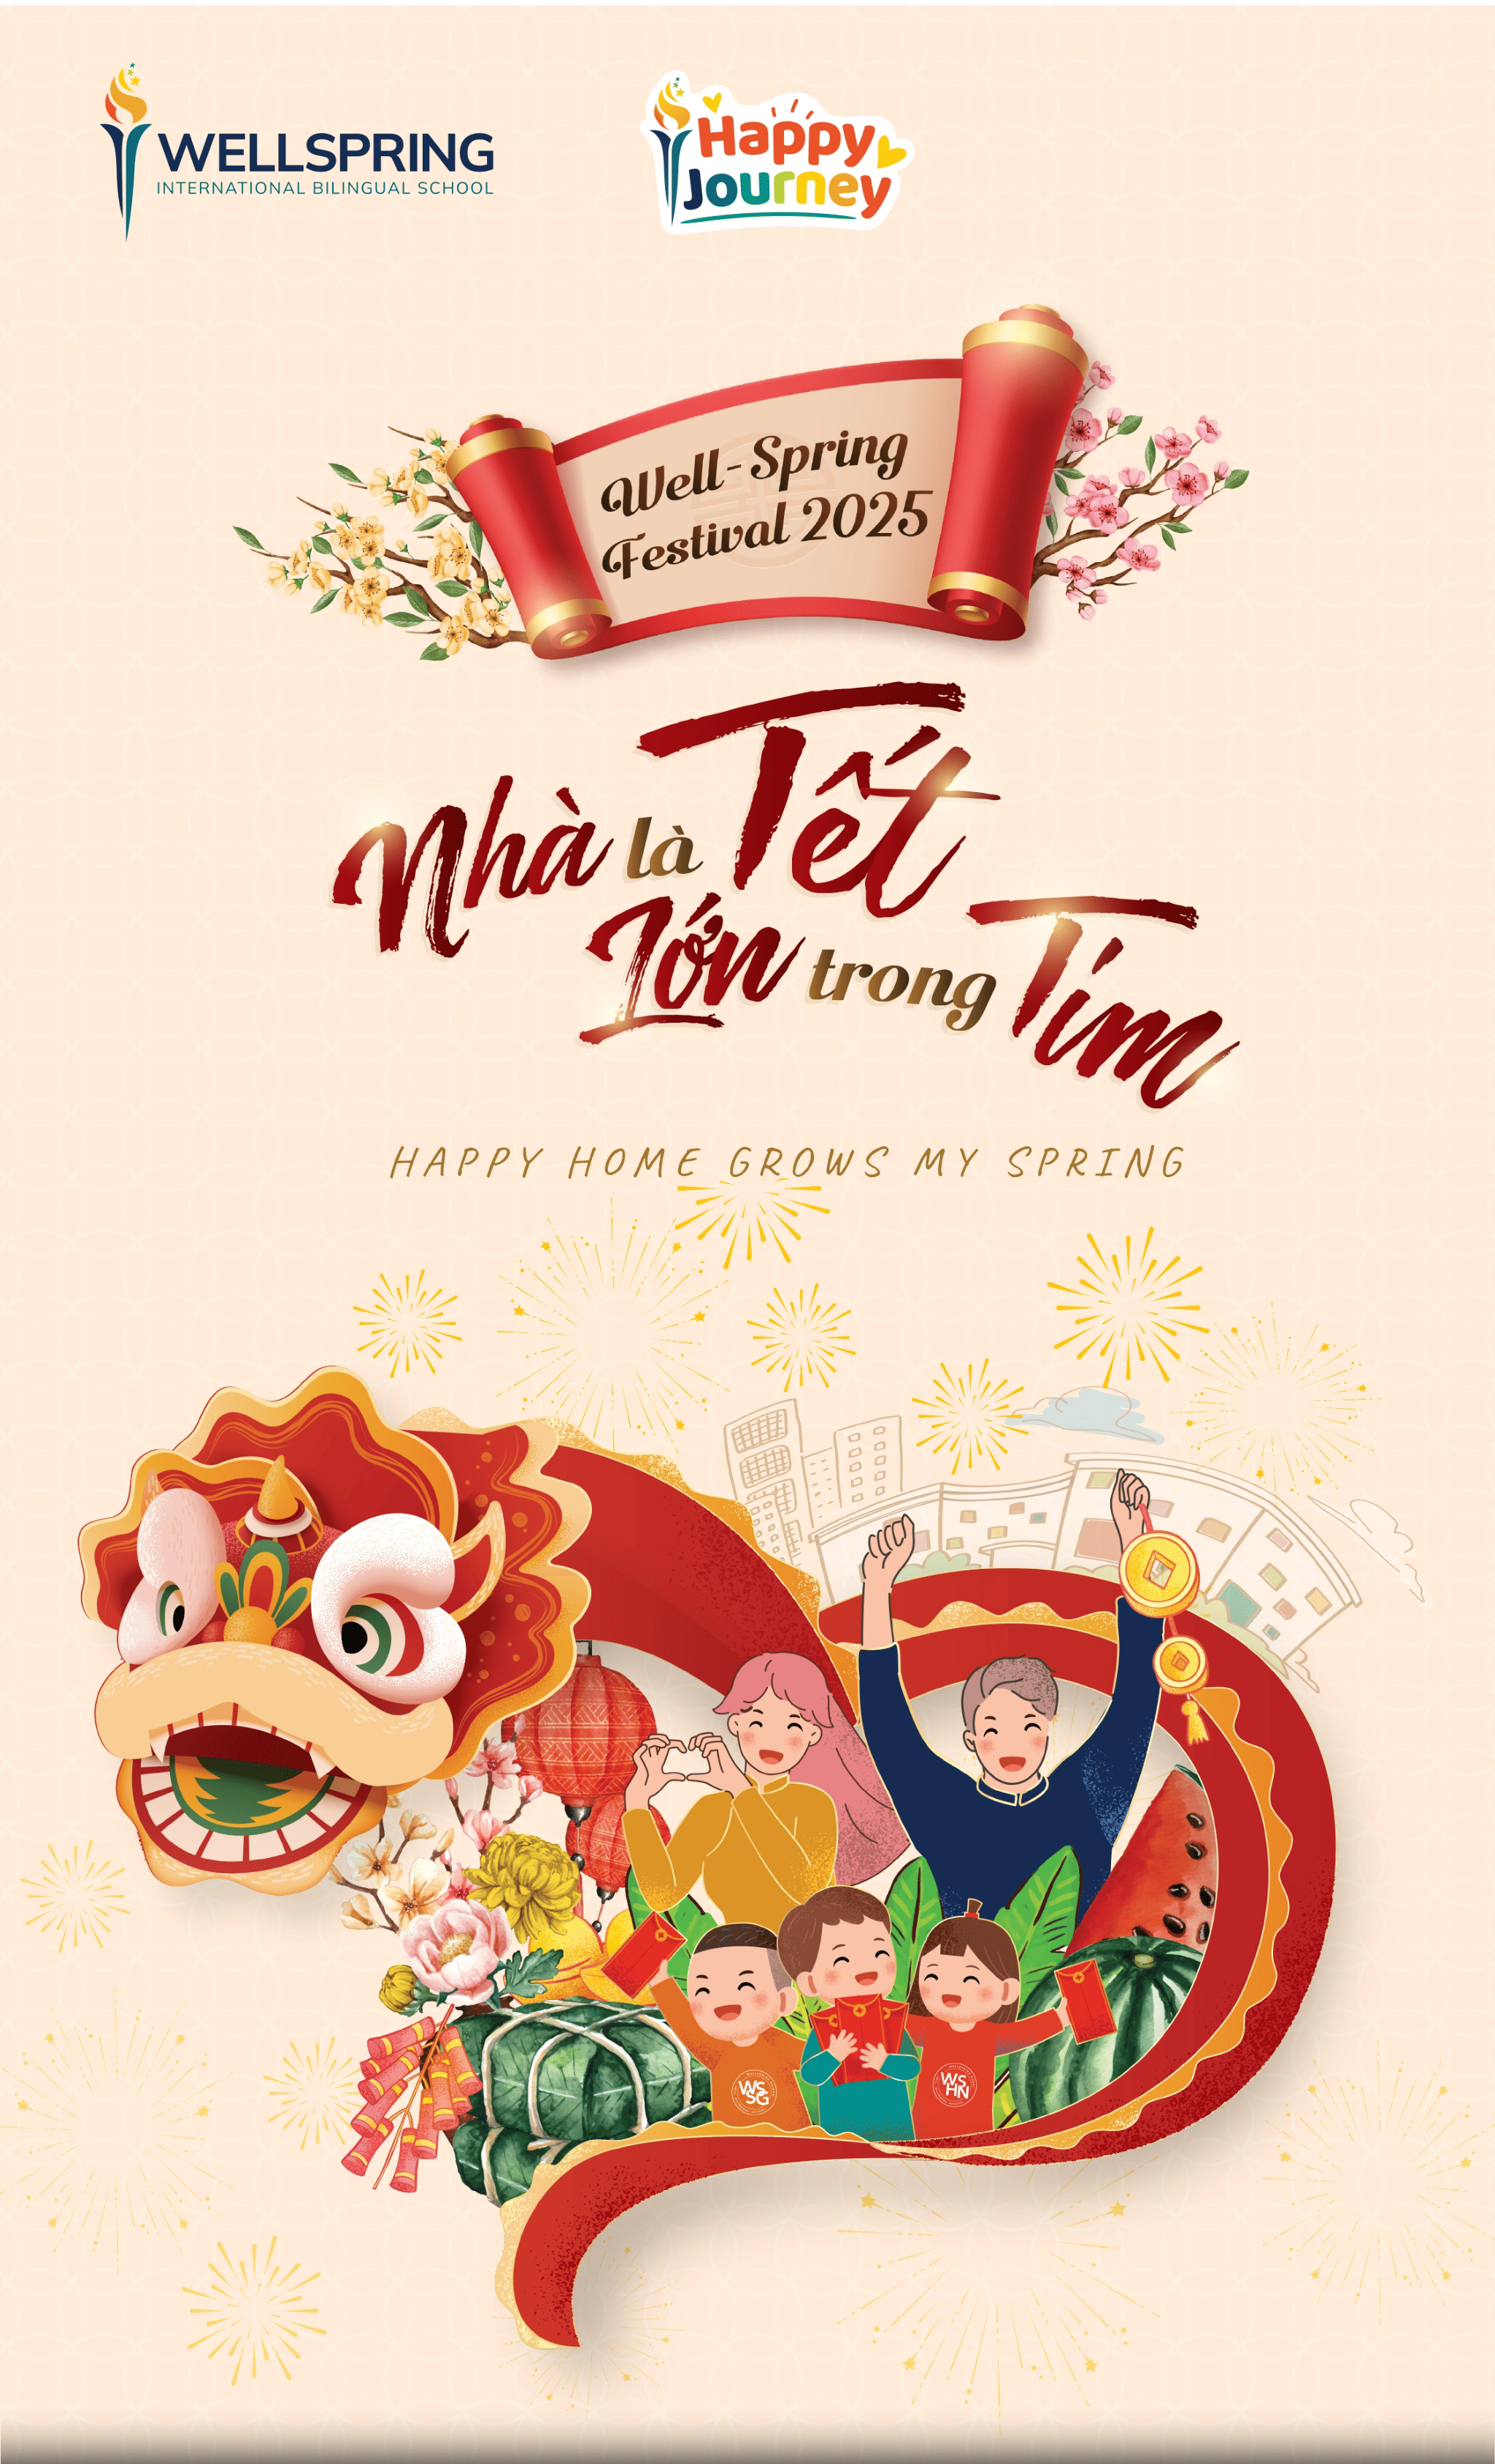 WELLSPRING
INTERNATIONAL BILINGUAL SCHOOL
Happy
Journey
Well-Spring
Festival 2025
Nhà là Tết
Lớn trong Tim
HAPPY HOME GROWS MY SPRING
WS
SG
WS
HN